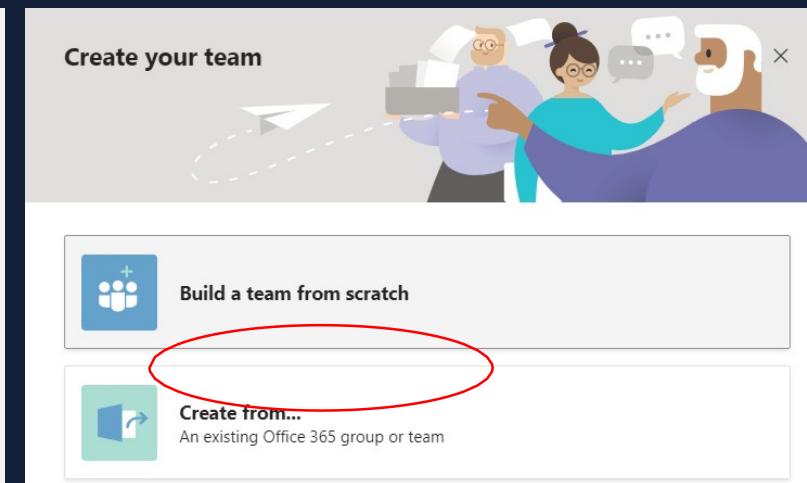 Create your team
Build a team from scratch
Create from...
An existing Office 365 group or team